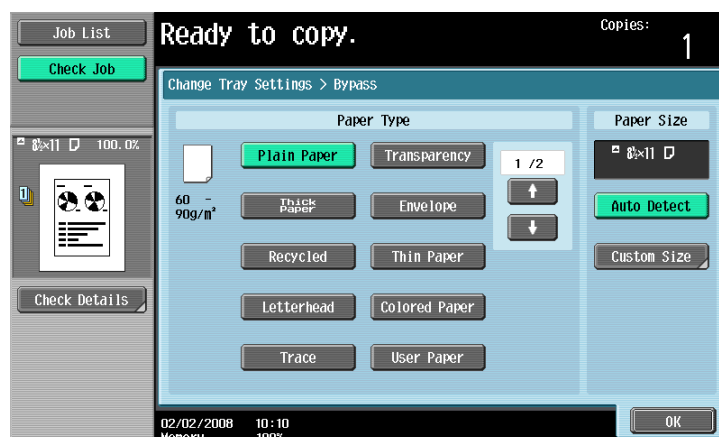 Job List
Check Job
8½×11 100.0%
Check Details
Ready to copy.
Copies:
1
Change Tray Settings > Bypass
Paper Type
60 -
90g/m²
Plain Paper
Transparency
Thick
Paper
Envelope
Recycled
Thin Paper
Letterhead
Colored Paper
Trace
User Paper
1 /2
Paper Size
8½×11
Auto Detect
Custom Size
02/02/2008 10:10
Memory 100%
OK